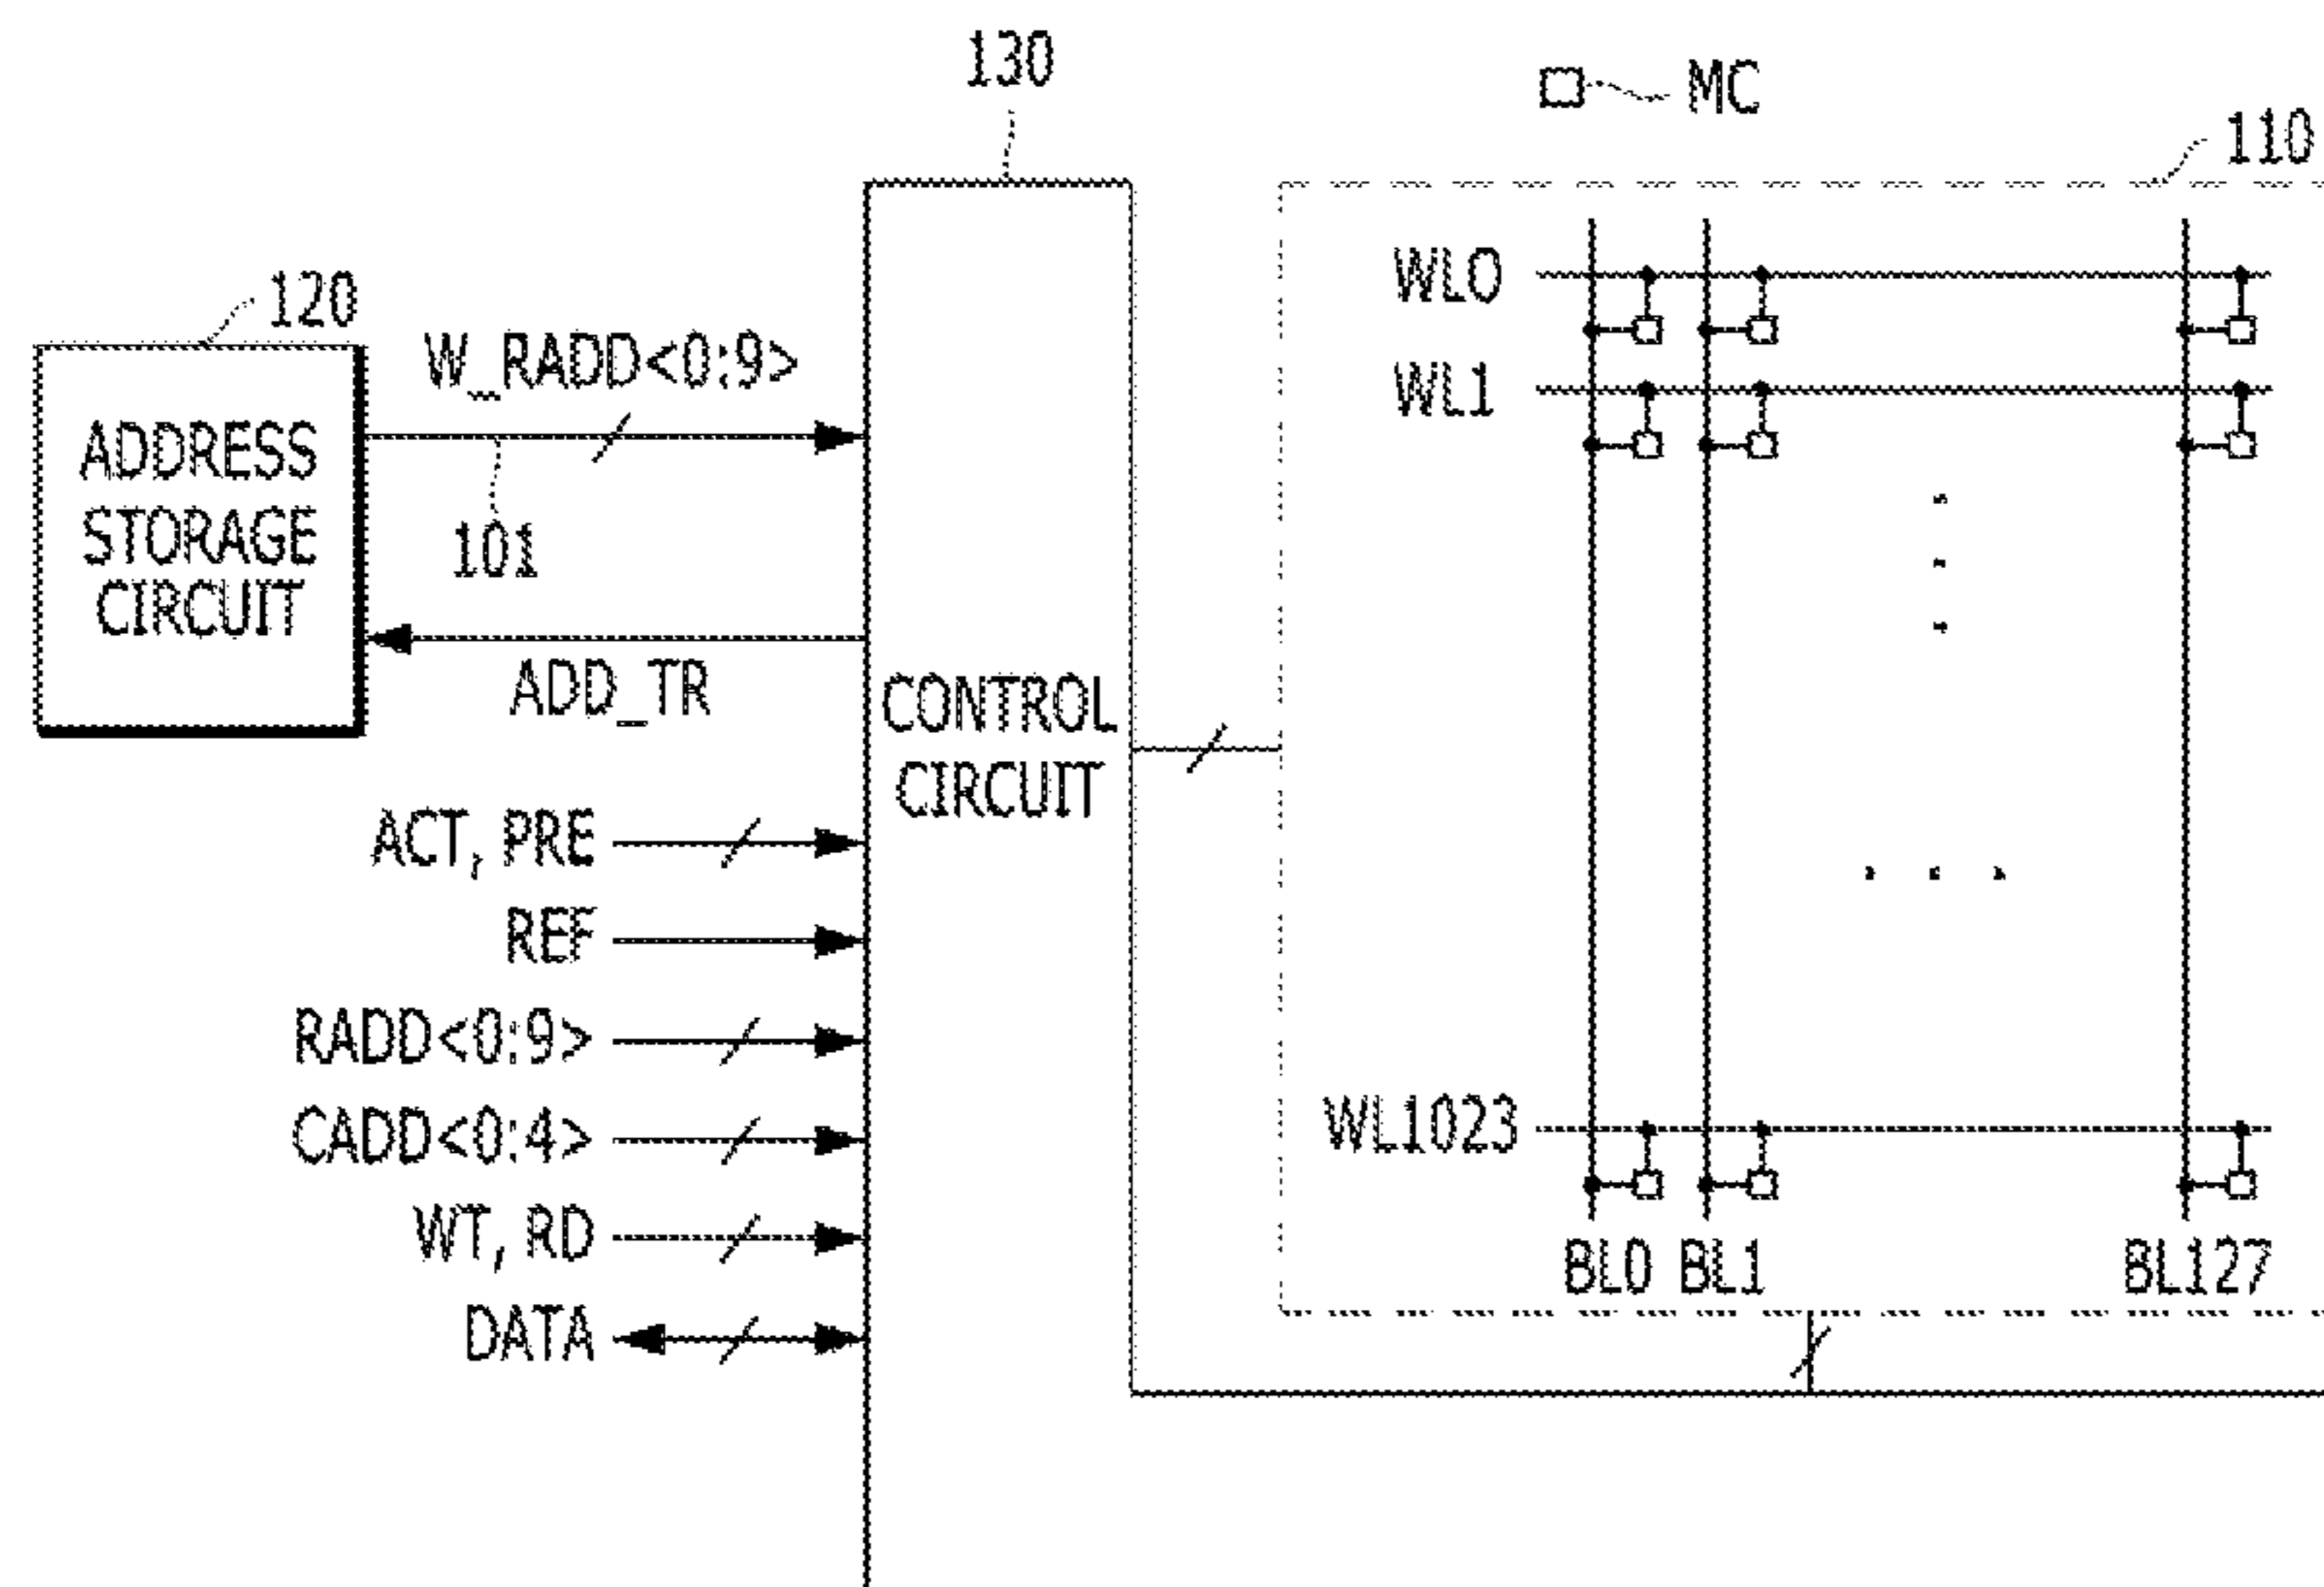 130
MC
110
WL0
120
W_RADD<0:9>
WL1
ADDRESS
STORAGE
CIRCUIT
101
ADD_TR
CONTROL
CIRCUIT
ACT, PRE
REF
RADD<0:9>
CADD<0:4>
WL1023
WT, RD
BL0 BL1 BL127
DATA